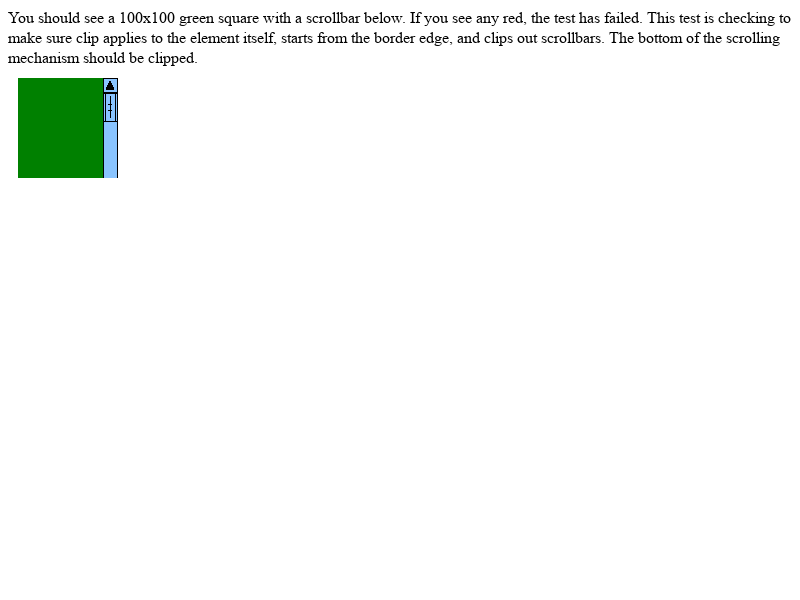 You should see a 100x100 green square with a scrollbar below. If you see any red, the test has failed. This test is checking to
make sure clip applies to the element itself, starts from the border edge, and clips out scrollbars. The bottom of the scrolling
mechanism should be clipped.